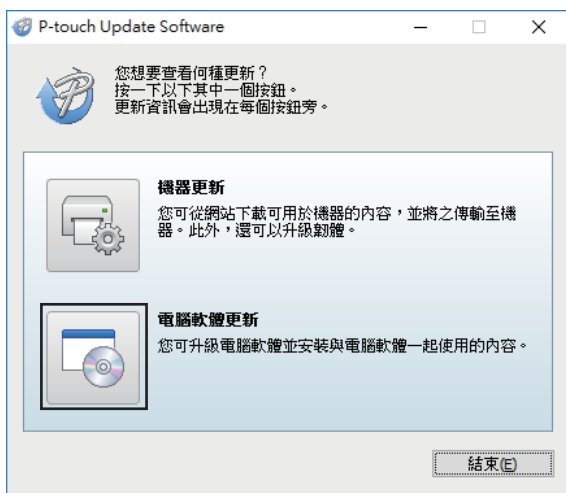 P-touch Update Software
您想要查看何種更新？
按一下以下其中一個按鈕。
更新資訊會出現在每個按鈕旁。
機器更新
您可從網站下載可用於機器的內容，並將之傳輸至機
器。此外，還可以升級韌體。
電腦軟體更新
您可升級電腦軟體並安裝與電腦軟體一起使用的內容。
結束(E)